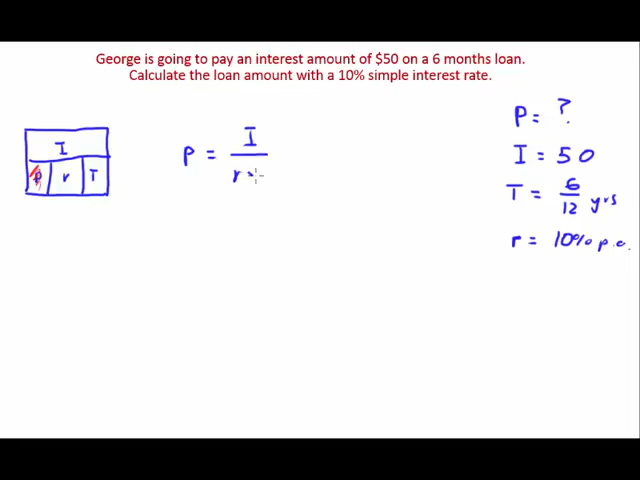 George is going to pay an interest amount of $50 on a 6 months loan.
Calculate the loan amount with a 10% simple interest rate.
I
P r T
P = I / r ×
P = ?
I = 50
T = 6/12 yrs
r = 10% p.a.